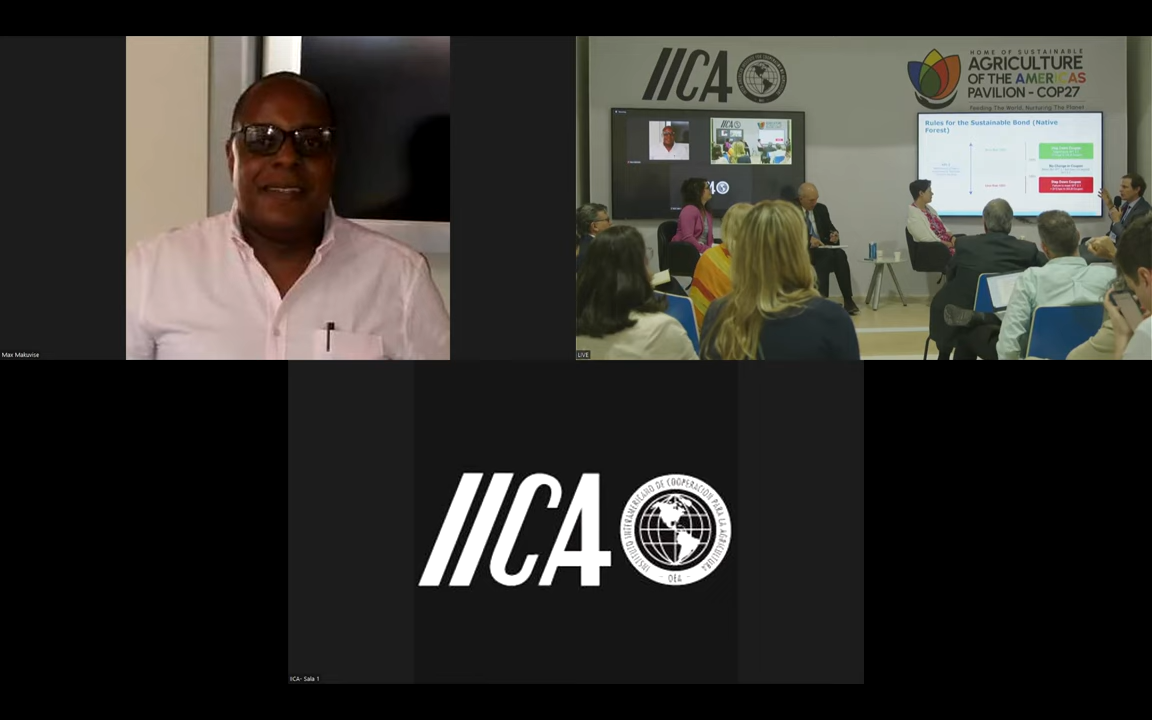 Max Makuvise
IICA
HOME OF SUSTAINABLE
AGRICULTURE
OF THE AMERICAS
PAVILION - COP27
Feeding The World, Nurturing The Planet
Rules for the Sustainable Bond (Native
Forest)
LIVE
IICA
INSTITUTO INTERAMERICANO DE COOPERACION PARA LA AGRICULTURA
- OEA -
IICA- Sala 1